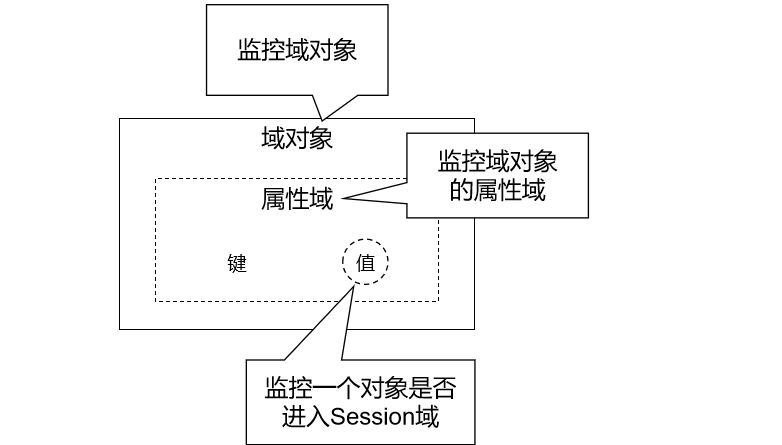 监控域对象
域对象
监控域对象
的属性域
属性域
键
值
监控一个对象是否
进入Session域